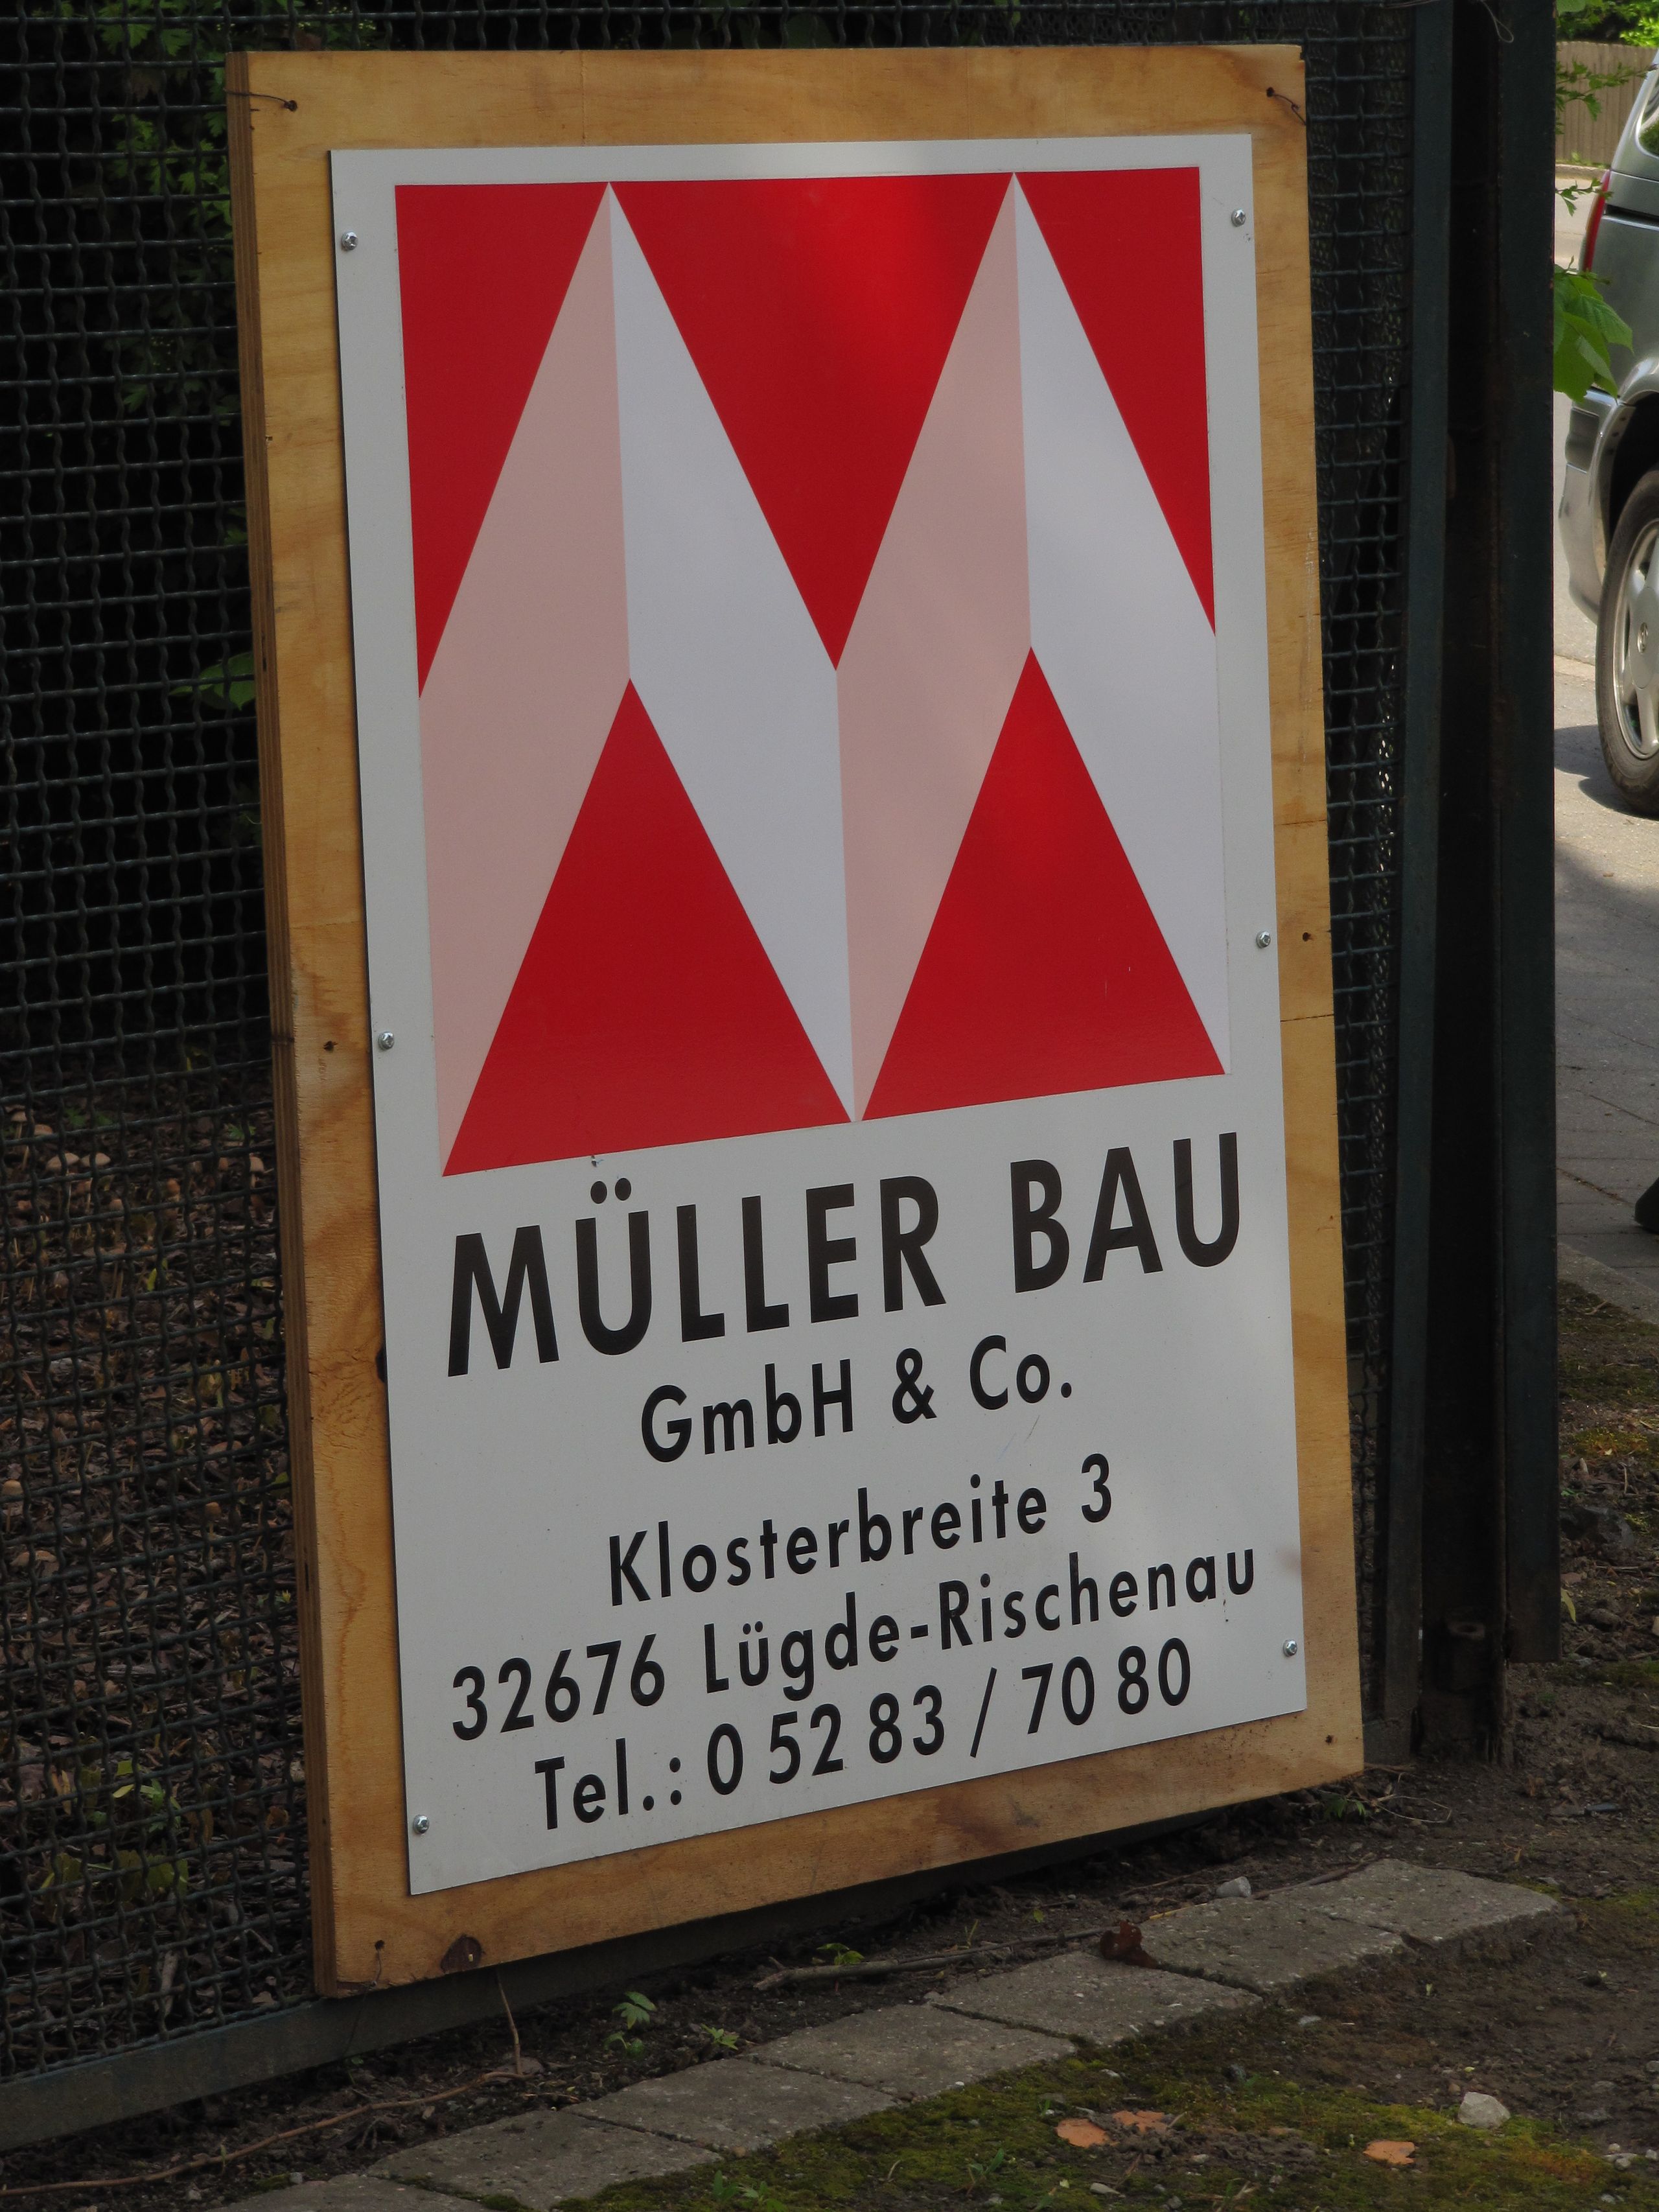 MÜLLER BAU
GmbH & Co.
Klosterbreite 3
32676 Lügde-Rischenau
Tel.: 0 52 83 / 70 80